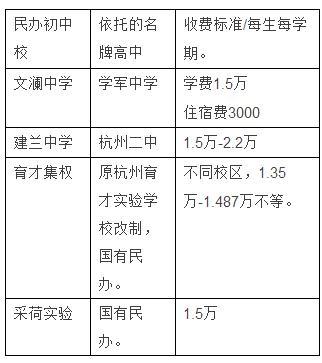 民办初中
校
依托的名
牌高中
收费标准/每生每学
期。
文澜中学
学军中学
学费1.5万
住宿费3000
建兰中学
杭州二中
1.5万-2.2万
育才集权
原杭州育
才实验学
校改制，
国有民
办。
不同校区，1.35
万-1.487万不等。
采荷实验
国有民
办。
1.5万